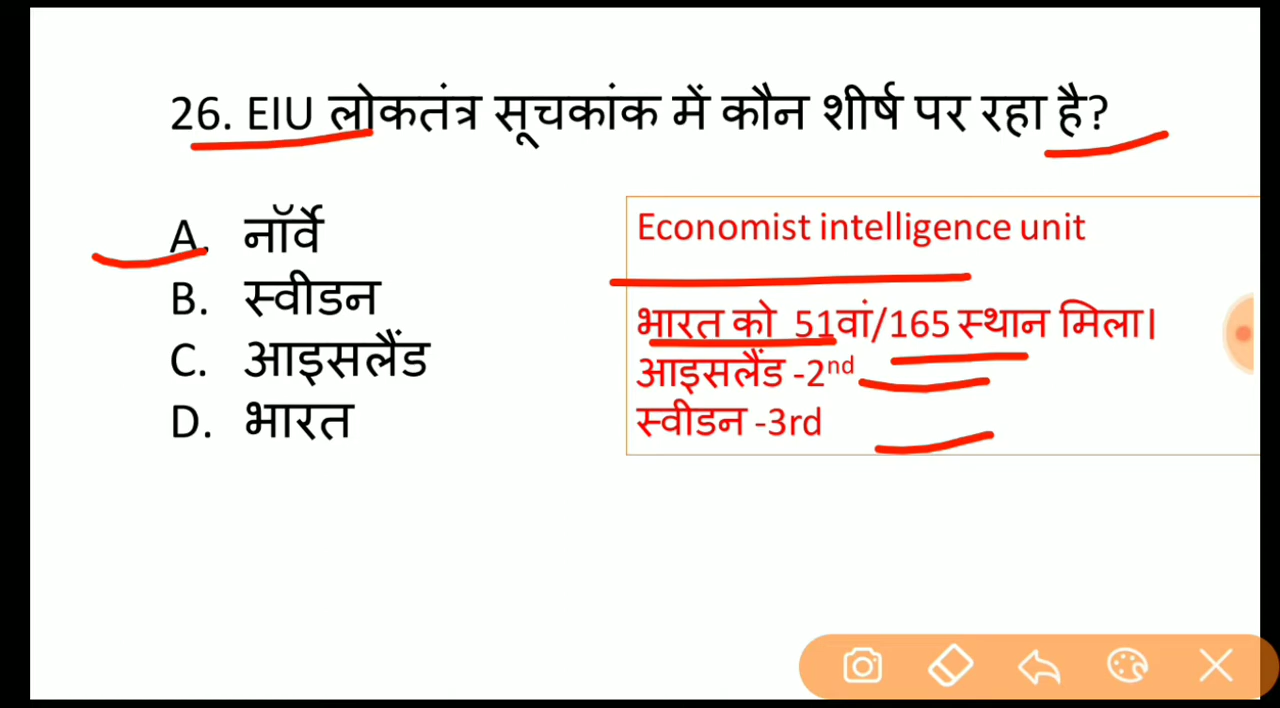 26. EIU लोकतंत्र सूचकांक में कौन शीर्ष पर रहा है?
A. नॉर्वे
B. स्वीडन
C. आइसलैंड
D. भारत
Economist intelligence unit
भारत को 51वां/165 स्थान मिला।
आइसलैंड -2nd
स्वीडन -3rd